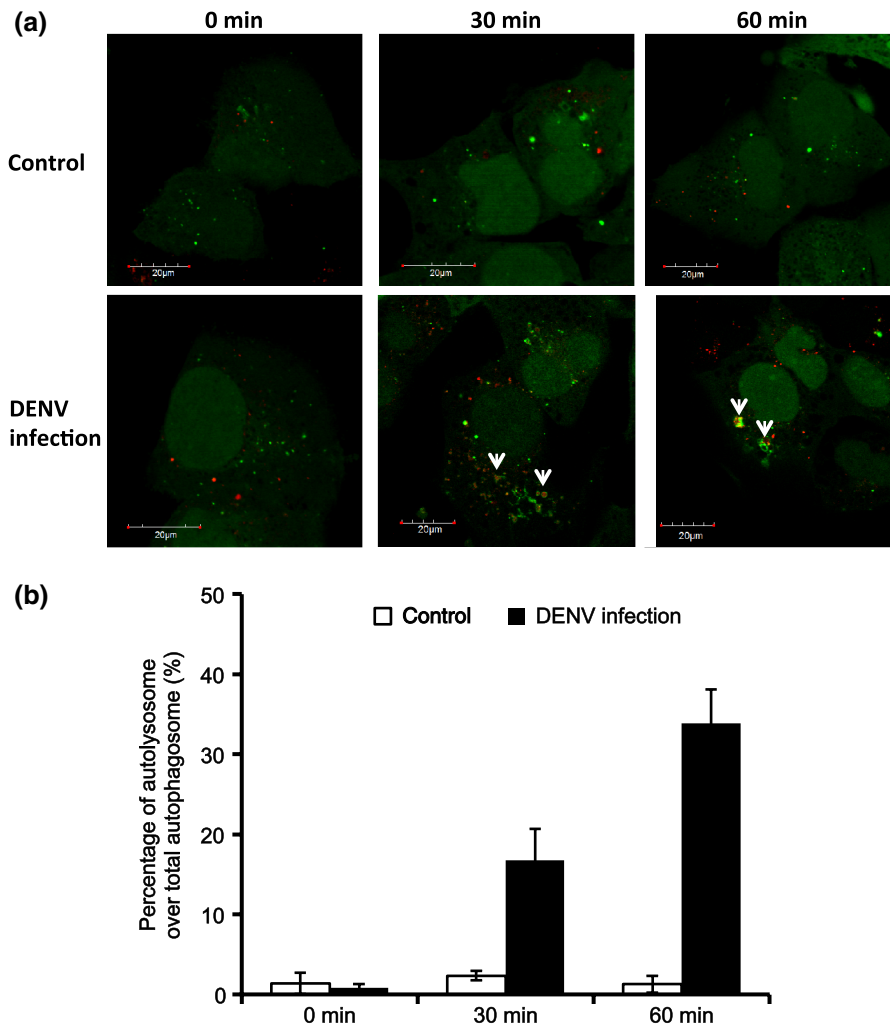 (a)
0 min
30 min
60 min
Control
20µm
20µm
20µm
DENV
infection
20µm
20µm
20µm
(b)
Percentage of autolysosome
over total autophagosome (%)
50
40
30
20
10
0
Control
DENV infection
0 min
30 min
60 min